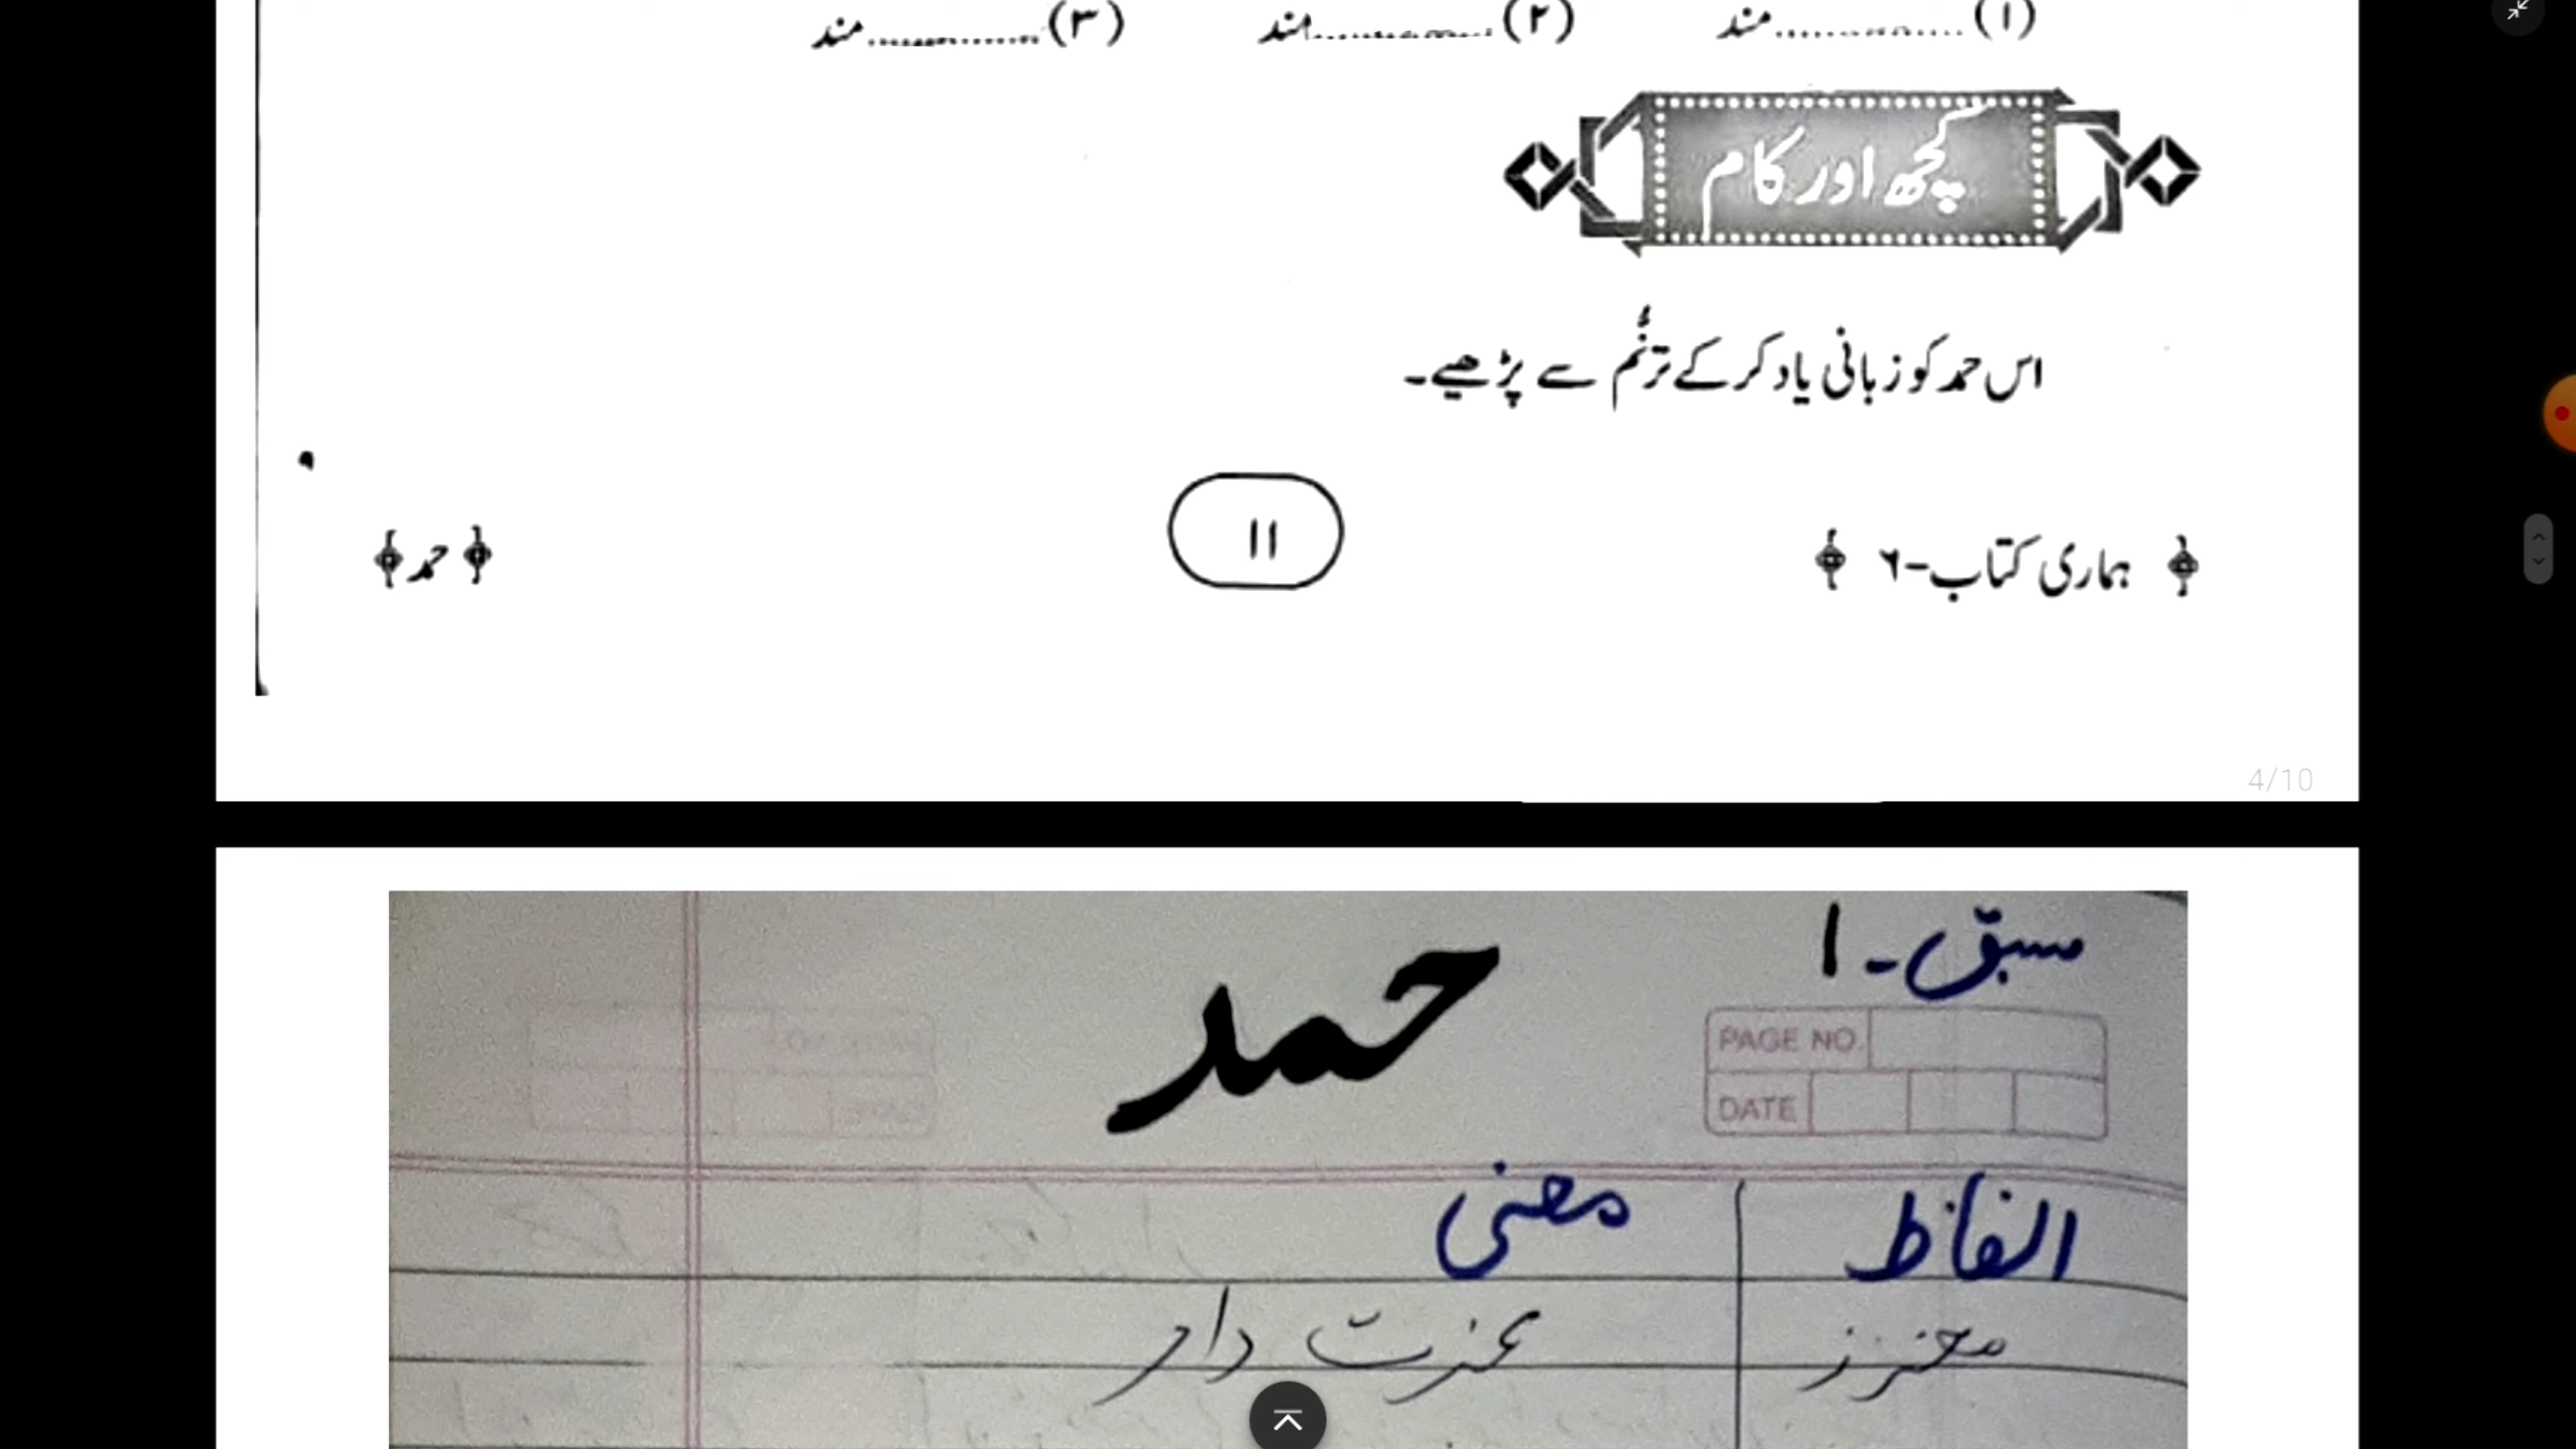 (۱)..................مند (۲)..................مند (۳)..................مند
کچھ اور کام
اس حمد کو زبانی یاد کر کے ترنُّم سے پڑھیے۔
﴿ ہماری کتاب-۶ ﴾ ۱۱ ﴿ حمد ﴾
4/10
سبق - ۱
حمد
PAGE NO.
DATE
الفاظ معنی
معزز عزت دار